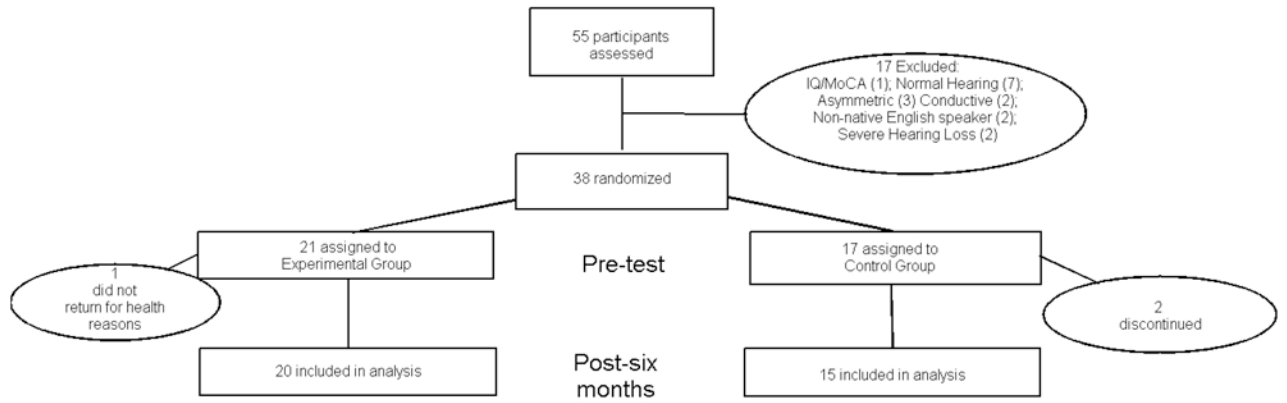 55 participants
assessed
17 Excluded:
IQ/MoCA (1); Normal Hearing (7);
Asymmetric (3) Conductive (2);
Non-native English speaker (2);
Severe Hearing Loss (2)
38 randomized
21 assigned to
Experimental Group
Pre-test
17 assigned to
Control Group
1
did not
return for health
reasons
2
discontinued
20 included in analysis
Post-six
months
15 included in analysis